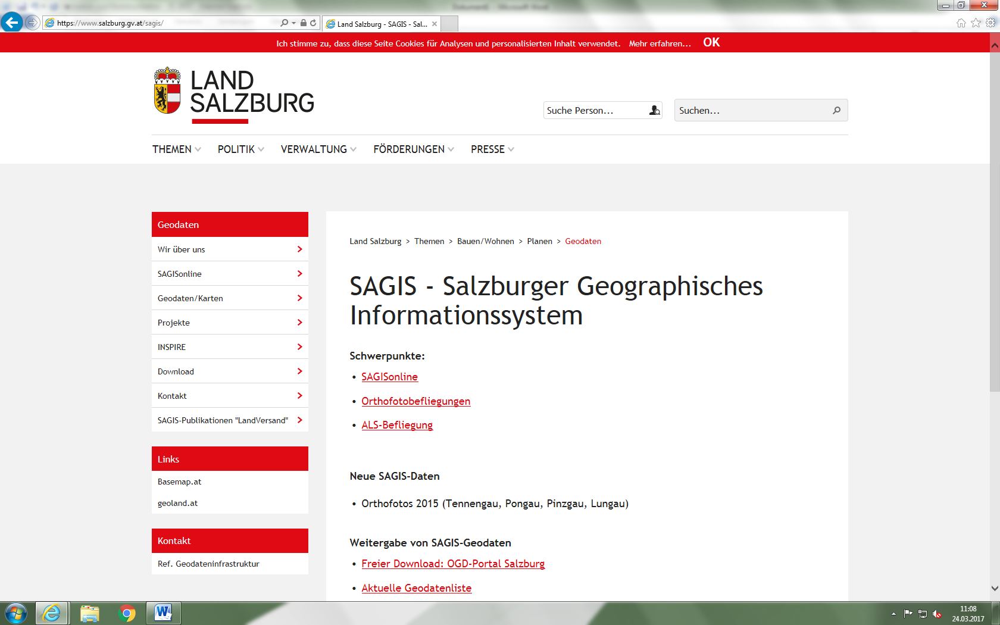 https://www.salzburg.gv.at/sagis/
Land Salzburg - SAGIS - Sal...
Ich stimme zu, dass diese Seite Cookies für Analysen und personalisierten Inhalt verwendet. Mehr erfahren... OK
LAND
SALZBURG
Suche Person...
Suchen...
THEMEN POLITIK VERWALTUNG FÖRDERUNGEN PRESSE
Geodaten
Wir über uns
SAGISonline
Geodaten/Karten
Projekte
INSPIRE
Download
Kontakt
SAGIS-Publikationen "LandVersand"
Links
Basemap.at
geoland.at
Kontakt
Ref. Geodateninfrastruktur
Land Salzburg > Themen > Bauen/Wohnen > Planen > Geodaten
SAGIS - Salzburger Geographisches
Informationssystem
Schwerpunkte:
• SAGISonline
• Orthofotobefliegungen
• ALS-Befliegung
Neue SAGIS-Daten
• Orthofotos 2015 (Tennengau, Pongau, Pinzgau, Lungau)
Weitergabe von SAGIS-Geodaten
• Freier Download: OGD-Portal Salzburg
• Aktuelle Geodatenliste
11:08
24.03.2017